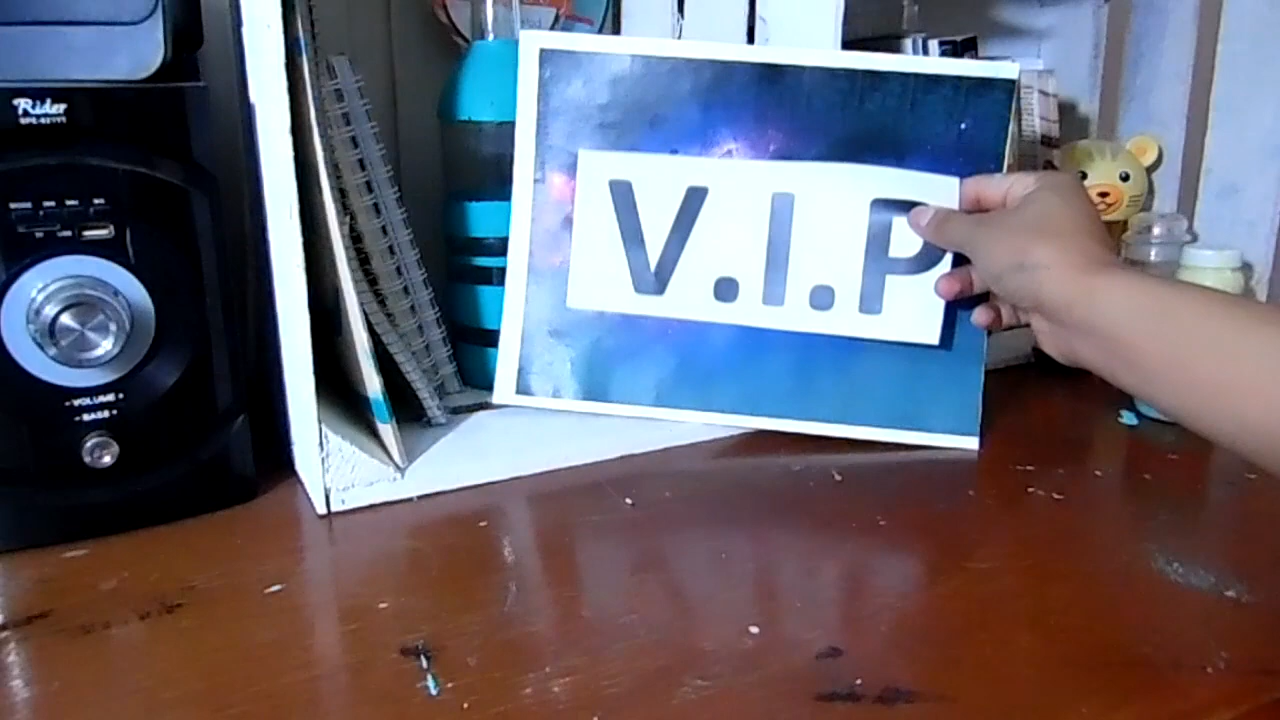 Rider
V.I.P
- VOLUME +
- BASS +